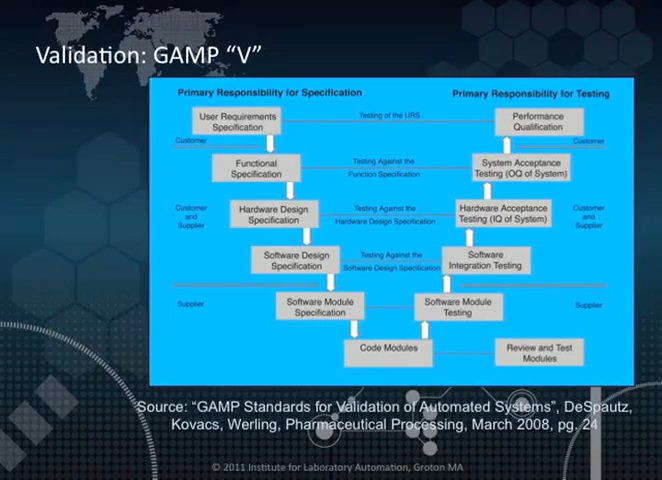 Validation: GAMP “V”
Primary Responsibility for Specification
Primary Responsibility for Testing
User Requirements
Specification
Testing of the URS
Performance
Qualification
Customer
Customer
Functional
Specification
Testing Against the
Function Specification
System Acceptance
Testing (OQ of System)
Customer
and
Supplier
Hardware Design
Specification
Testing Against the
Hardware Design Specification
Hardware Acceptance
Testing (IQ of System)
Customer
and
Supplier
Software Design
Specification
Testing Against the
Software Design Specification
Software
Integration Testing
Supplier
Software Module
Specification
Software Module
Testing
Supplier
Code Modules
Review and Test
Modules
Source: “GAMP Standards for Validation of Automated Systems”, DeSpautz,
Kovacs, Werling, Pharmaceutical Processing, March 2008, pg. 24
© 2011 Institute for Laboratory Automation, Groton MA